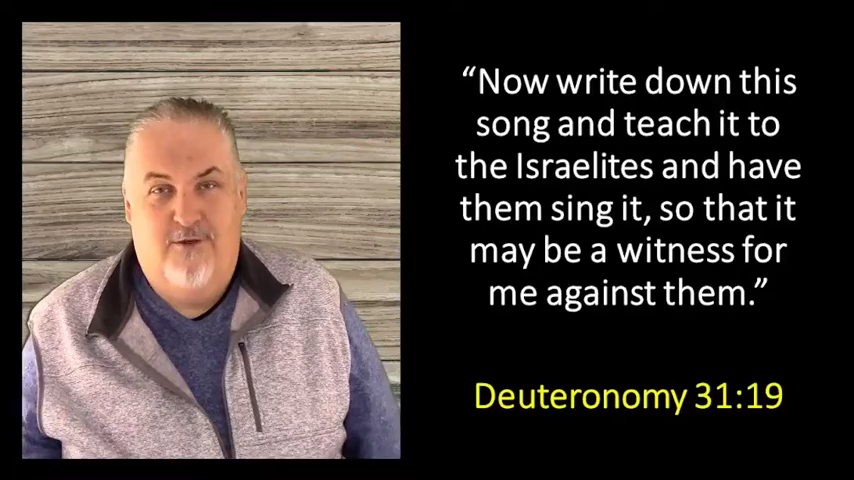 “Now write down this
song and teach it to
the Israelites and have
them sing it, so that it
may be a witness for
me against them.”
Deuteronomy 31:19